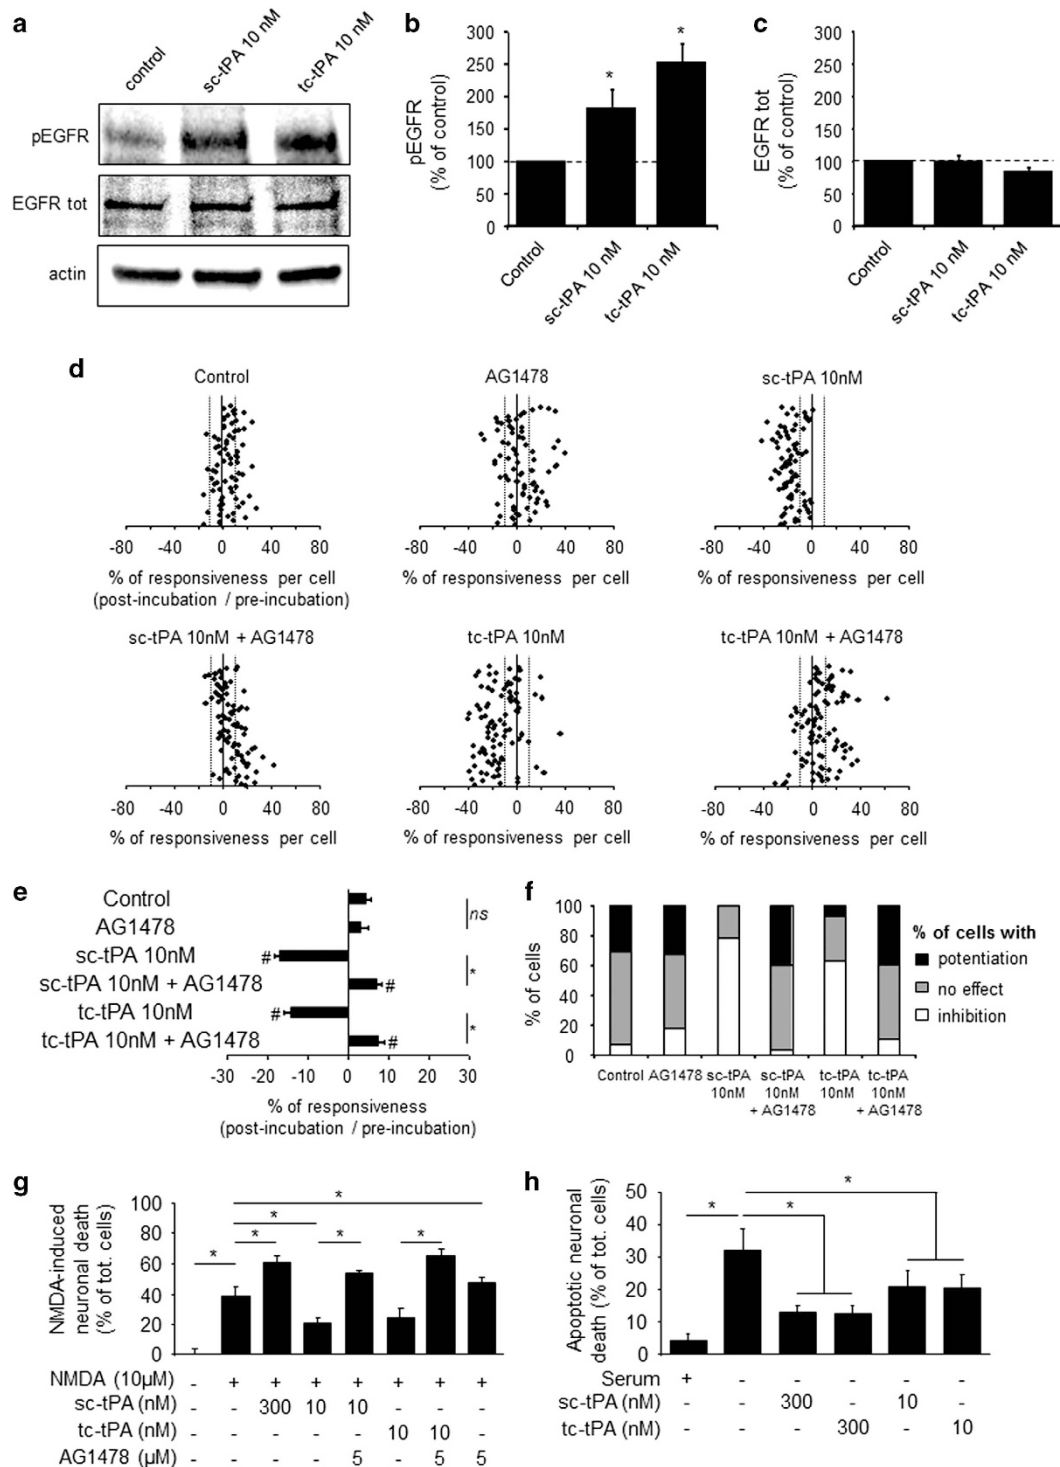 a
control
sc-tPA 10 nM
tc-tPA 10 nM
pEGFR
EGFR tot
actin
b
pEGFR
(% of control)
300
250
200
150
100
50
0
*
*
Control
sc-tPA 10 nM
tc-tPA 10 nM
c
EGFR tot
(% of control)
300
250
200
150
100
50
0
Control
sc-tPA 10 nM
tc-tPA 10 nM
d
Control
-80 -40 0 40 80
% of responsiveness per cell
(post-incubation / pre-incubation)
AG1478
-80 -40 0 40 80
% of responsiveness per cell
sc-tPA 10nM
-80 -40 0 40 80
% of responsiveness per cell
sc-tPA 10nM + AG1478
-80 -40 0 40 80
% of responsiveness per cell
tc-tPA 10nM
-80 -40 0 40 80
% of responsiveness per cell
tc-tPA 10nM + AG1478
-80 -40 0 40 80
% of responsiveness per cell
e
Control
AG1478
ns
sc-tPA 10nM #
sc-tPA 10nM + AG1478 #
*
tc-tPA 10nM #
tc-tPA 10nM + AG1478 #
*
-30 -20 -10 0 10 20 30
% of responsiveness
(post-incubation / pre-incubation)
f
% of cells
100
80
60
40
20
0
Control
AG1478
sc-tPA
10nM
sc-tPA
10nM
+ AG1478
tc-tPA
10nM
tc-tPA
10nM
+ AG1478
% of cells with
potentiation
no effect
inhibition
g
NMDA-induced
neuronal death
(% of tot. cells)
100
80
60
40
20
0
*
*
* * * *
NMDA (10µM) - + + + + + + +
sc-tPA (nM) - - 300 10 10 - - -
tc-tPA (nM) - - - - - 10 10 -
AG1478 (µM) - - - - 5 - 5 5
h
Apoptotic neuronal
death (% of tot. cells)
50
40
30
20
10
0
*
* *
Serum + - - - - -
sc-tPA (nM) - - 300 - 10 -
tc-tPA (nM) - - - 300 - 10